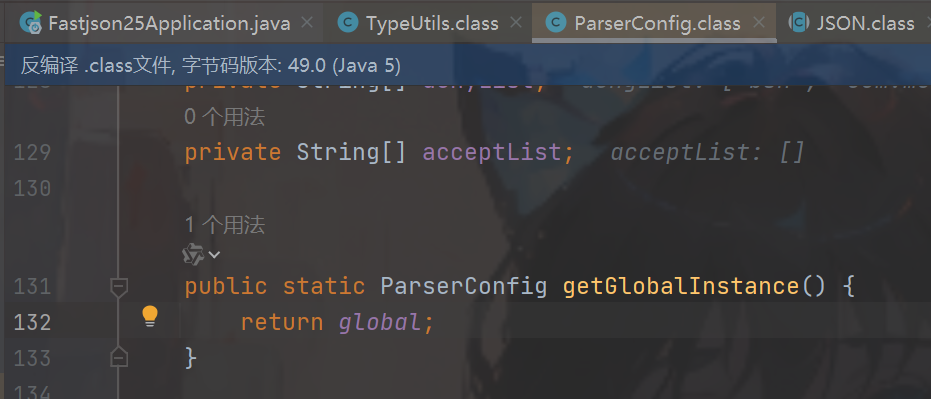 Fastjson25Application.java TypeUtils.class ParserConfig.class JSON.class
反编译 .class文件, 字节码版本: 49.0 (Java 5)
0 个用法
129 private String[] acceptList; acceptList: []
130
1 个用法
131 public static ParserConfig getGlobalInstance() {
132 return global;
133 }
134